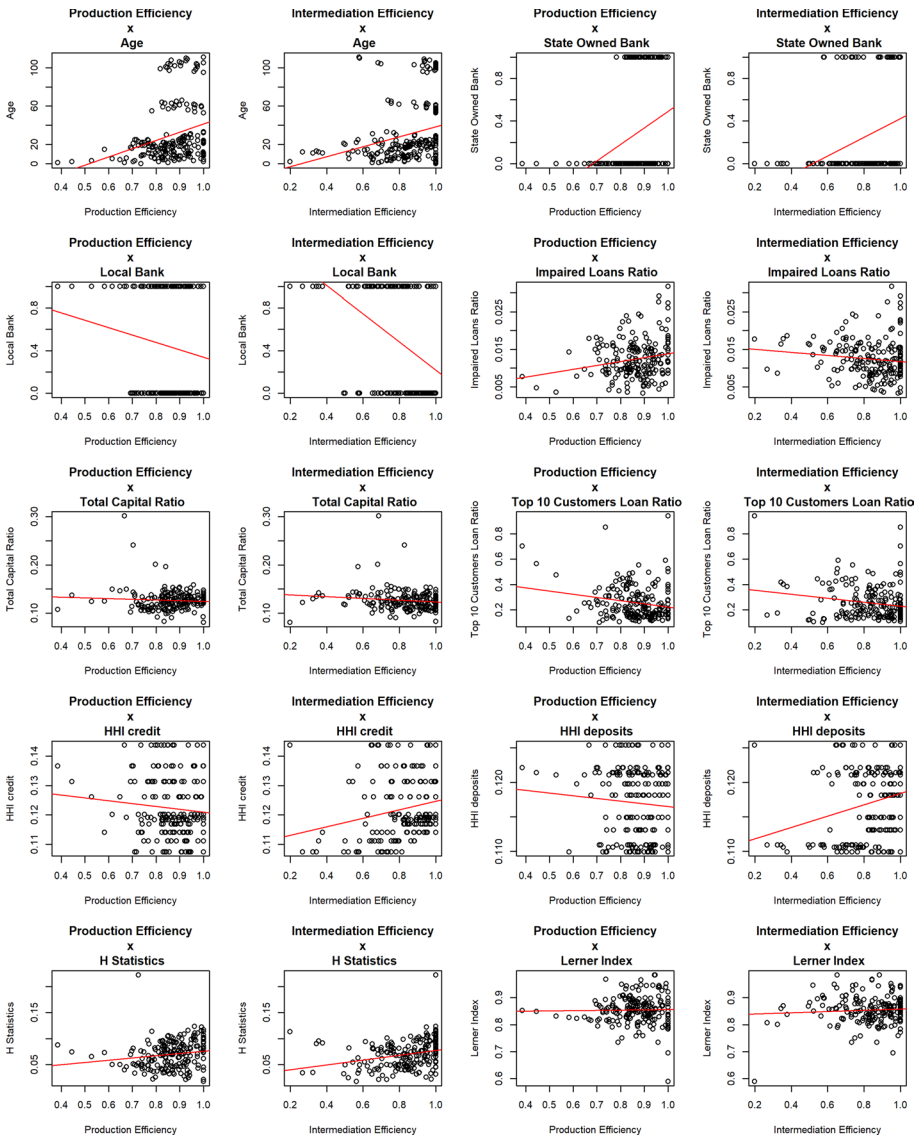 Production Efficiency
x
Age
Age
100
60
20
0
0.4 0.5 0.6 0.7 0.8 0.9 1.0
Production Efficiency
Intermediation Efficiency
x
Age
Age
100
60
20
0
0.2 0.4 0.6 0.8 1.0
Intermediation Efficiency
Production Efficiency
x
State Owned Bank
State Owned Bank
0.8
0.4
0.0
0.4 0.5 0.6 0.7 0.8 0.9 1.0
Production Efficiency
Intermediation Efficiency
x
State Owned Bank
State Owned Bank
0.8
0.4
0.0
0.2 0.4 0.6 0.8 1.0
Intermediation Efficiency
Production Efficiency
x
Local Bank
Local Bank
0.8
0.4
0.0
0.4 0.5 0.6 0.7 0.8 0.9 1.0
Production Efficiency
Intermediation Efficiency
x
Local Bank
Local Bank
0.8
0.4
0.0
0.2 0.4 0.6 0.8 1.0
Intermediation Efficiency
Production Efficiency
x
Impaired Loans Ratio
Impaired Loans Ratio
0.025
0.015
0.005
0.4 0.5 0.6 0.7 0.8 0.9 1.0
Production Efficiency
Intermediation Efficiency
x
Impaired Loans Ratio
Impaired Loans Ratio
0.025
0.015
0.005
0.2 0.4 0.6 0.8 1.0
Intermediation Efficiency
Production Efficiency
x
Total Capital Ratio
Total Capital Ratio
0.30
0.20
0.10
0.4 0.5 0.6 0.7 0.8 0.9 1.0
Production Efficiency
Intermediation Efficiency
x
Total Capital Ratio
Total Capital Ratio
0.30
0.20
0.10
0.2 0.4 0.6 0.8 1.0
Intermediation Efficiency
Production Efficiency
x
Top 10 Customers Loan Ratio
Top 10 Customers Loan Ratio
0.8
0.6
0.4
0.2
0.4 0.5 0.6 0.7 0.8 0.9 1.0
Production Efficiency
Intermediation Efficiency
x
Top 10 Customers Loan Ratio
Top 10 Customers Loan Ratio
0.8
0.6
0.4
0.2
0.2 0.4 0.6 0.8 1.0
Intermediation Efficiency
Production Efficiency
x
HHI credit
HHI credit
0.14
0.13
0.12
0.11
0.4 0.5 0.6 0.7 0.8 0.9 1.0
Production Efficiency
Intermediation Efficiency
x
HHI credit
HHI credit
0.14
0.13
0.12
0.11
0.2 0.4 0.6 0.8 1.0
Intermediation Efficiency
Production Efficiency
x
HHI deposits
HHI deposits
0.120
0.110
0.4 0.5 0.6 0.7 0.8 0.9 1.0
Production Efficiency
Intermediation Efficiency
x
HHI deposits
HHI deposits
0.120
0.110
0.2 0.4 0.6 0.8 1.0
Intermediation Efficiency
Production Efficiency
x
H Statistics
H Statistics
0.15
0.05
0.4 0.5 0.6 0.7 0.8 0.9 1.0
Production Efficiency
Intermediation Efficiency
x
H Statistics
H Statistics
0.15
0.05
0.2 0.4 0.6 0.8 1.0
Intermediation Efficiency
Production Efficiency
x
Lerner Index
Lerner Index
0.9
0.8
0.7
0.6
0.4 0.5 0.6 0.7 0.8 0.9 1.0
Production Efficiency
Intermediation Efficiency
x
Lerner Index
Lerner Index
0.9
0.8
0.7
0.6
0.2 0.4 0.6 0.8 1.0
Intermediation Efficiency